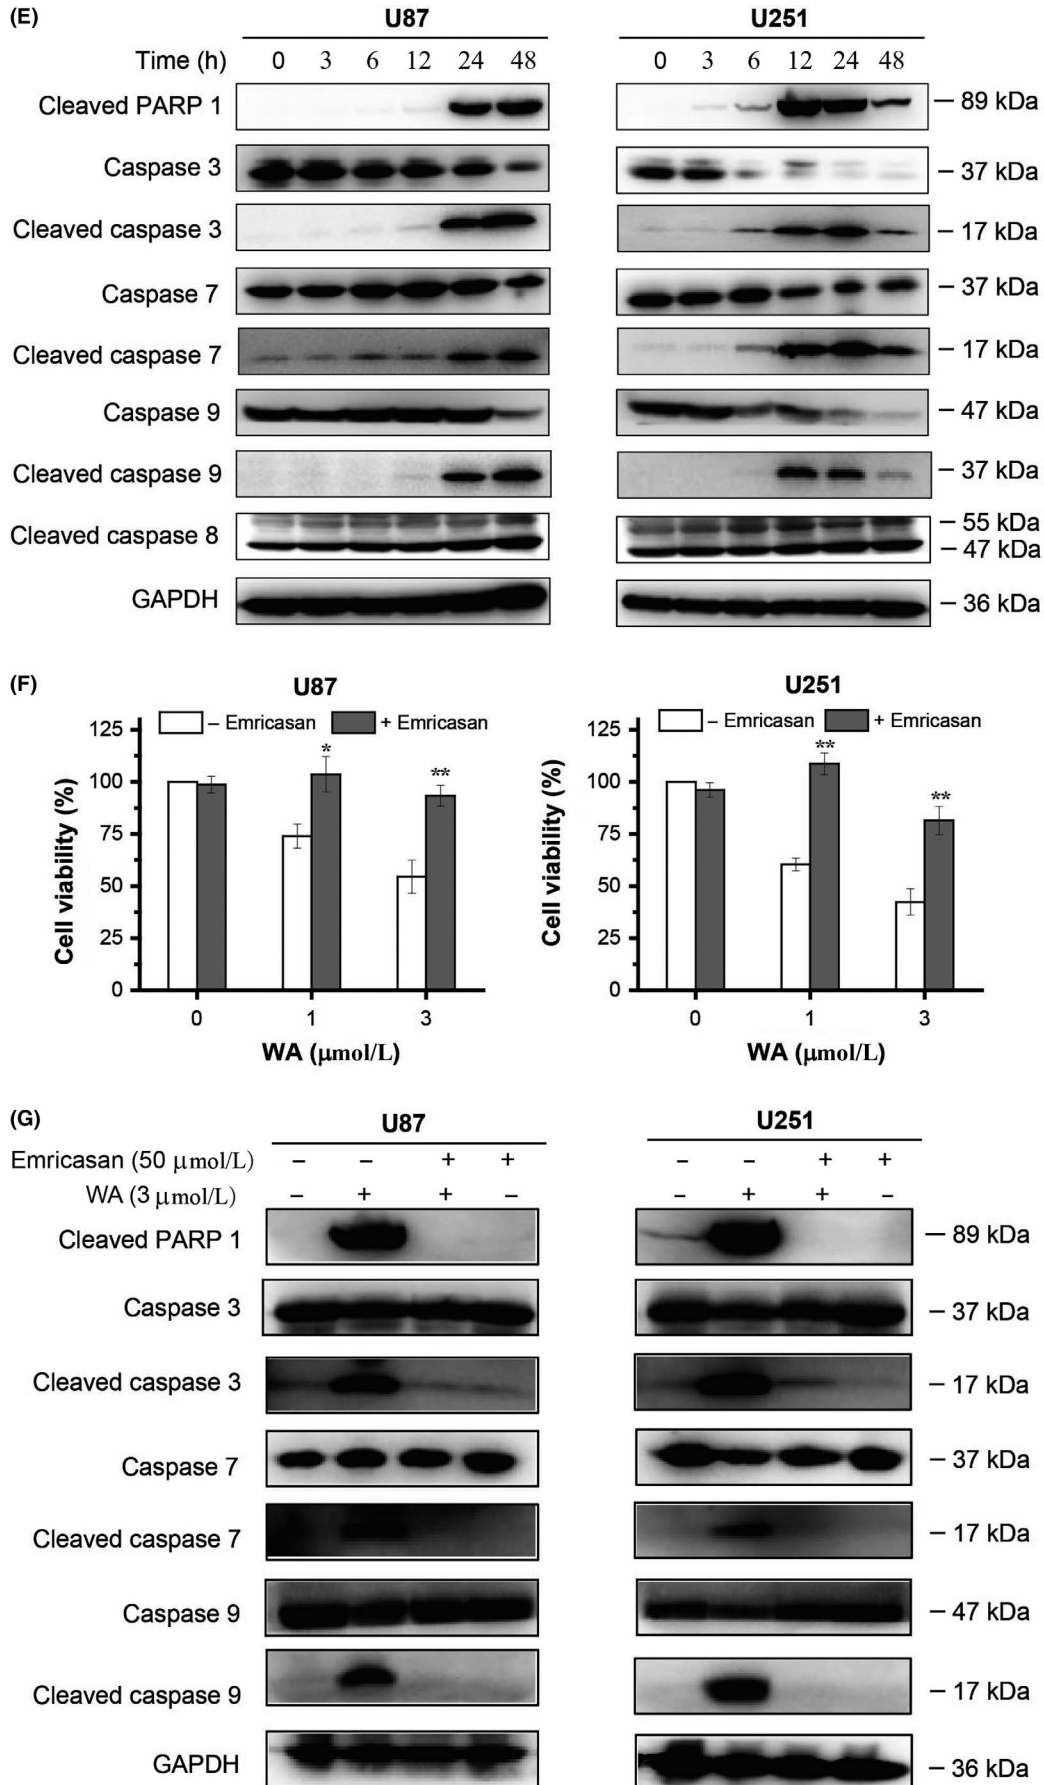 (E) U87 U251
Time (h) 0 3 6 12 24 48 0 3 6 12 24 48
Cleaved PARP 1 – 89 kDa
Caspase 3 – 37 kDa
Cleaved caspase 3 – 17 kDa
Caspase 7 – 37 kDa
Cleaved caspase 7 – 17 kDa
Caspase 9 – 47 kDa
Cleaved caspase 9 – 37 kDa
– 55 kDa
Cleaved caspase 8
– 47 kDa
GAPDH – 36 kDa
(F) U87 U251
– Emricasan + Emricasan – Emricasan + Emricasan
Cell viability (%) 125 100 75 50 25 0 * **
0 1 3
WA (μmol/L)
Cell viability (%) 125 100 75 50 25 0 ** **
0 1 3
WA (μmol/L)
(G) U87 U251
Emricasan (50 μmol/L) – – + + – – + +
WA (3 μmol/L) – + + – – + + –
Cleaved PARP 1 – 89 kDa
Caspase 3 – 37 kDa
Cleaved caspase 3 – 17 kDa
Caspase 7 – 37 kDa
Cleaved caspase 7 – 17 kDa
Caspase 9 – 47 kDa
Cleaved caspase 9 – 17 kDa
GAPDH – 36 kDa